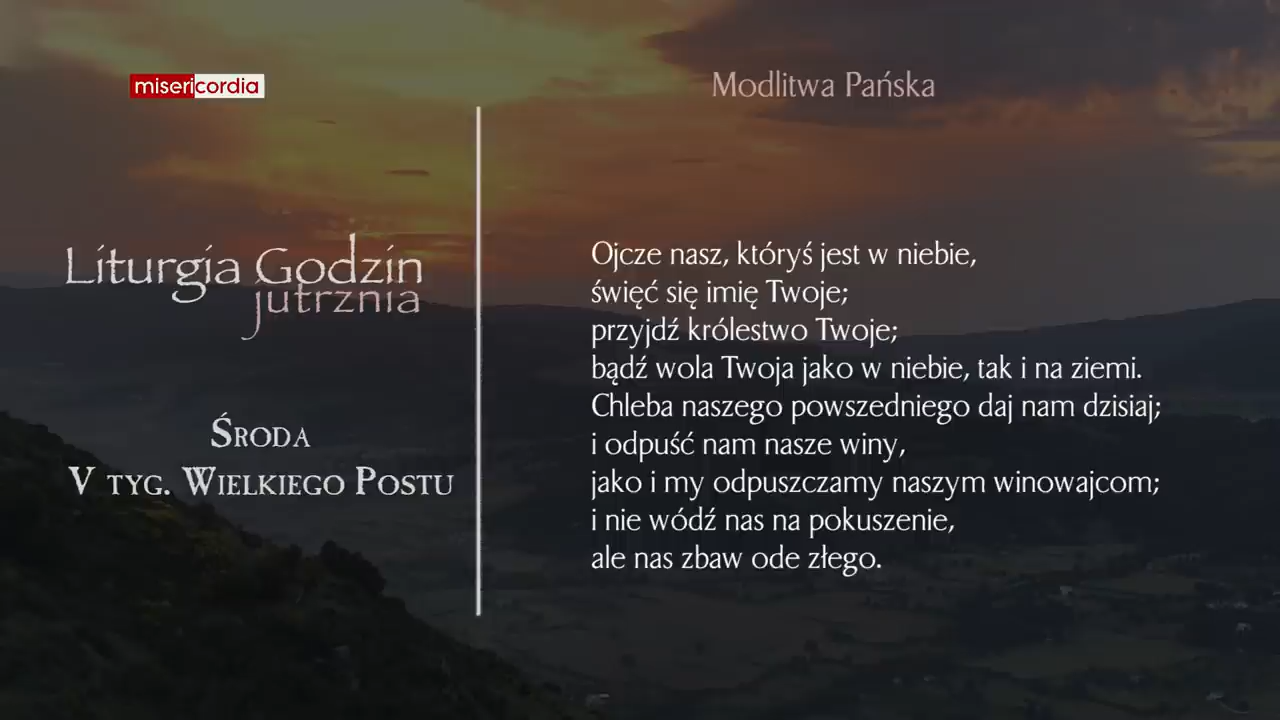 misericordia
Liturgia Godzin
jutrznia
Środa
V tyg. Wielkiego Postu
Modlitwa Pańska
Ojcze nasz, któryś jest w niebie,
święć się imię Twoje;
przyjdź królestwo Twoje;
bądź wola Twoja jako w niebie, tak i na ziemi.
Chleba naszego powszedniego daj nam dzisiaj;
i odpuść nam nasze winy,
jako i my odpuszczamy naszym winowajcom;
i nie wódź nas na pokuszenie,
ale nas zbaw ode złego.